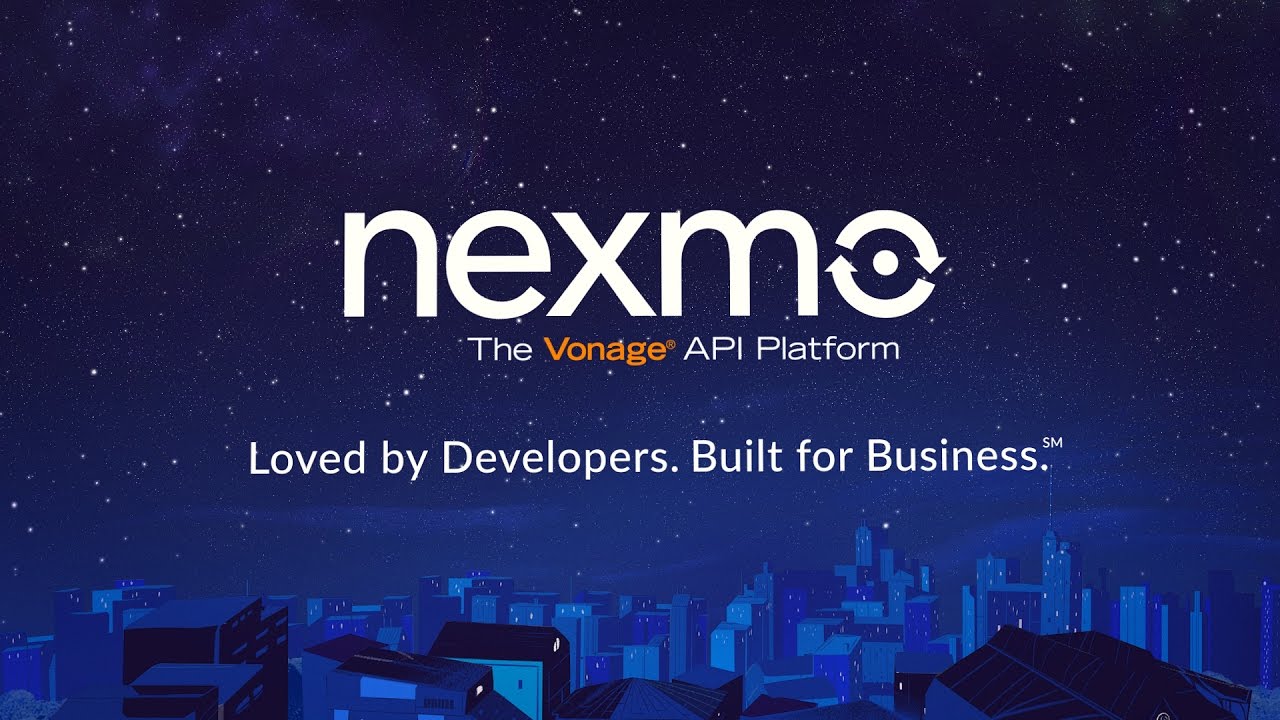 nexmo
The Vonage® API Platform
Loved by Developers. Built for Business.℠